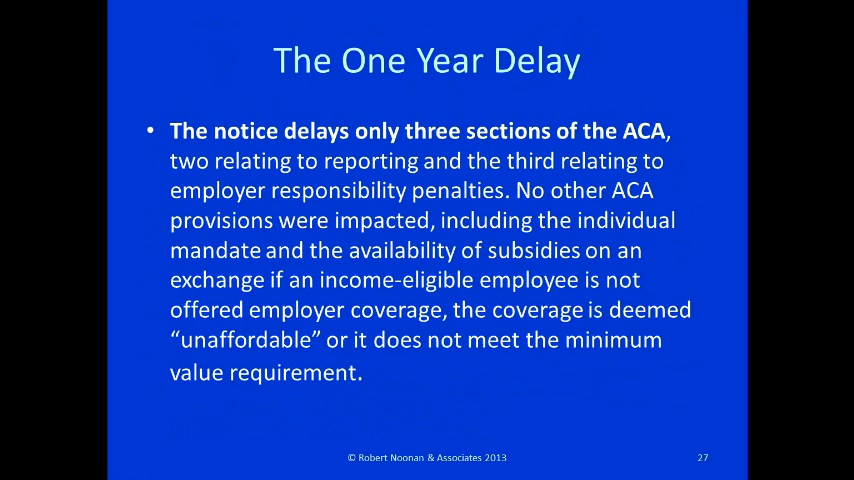 The One Year Delay
• The notice delays only three sections of the ACA,
two relating to reporting and the third relating to
employer responsibility penalties. No other ACA
provisions were impacted, including the individual
mandate and the availability of subsidies on an
exchange if an income-eligible employee is not
offered employer coverage, the coverage is deemed
“unaffordable” or it does not meet the minimum
value requirement.
© Robert Noonan & Associates 2013
27